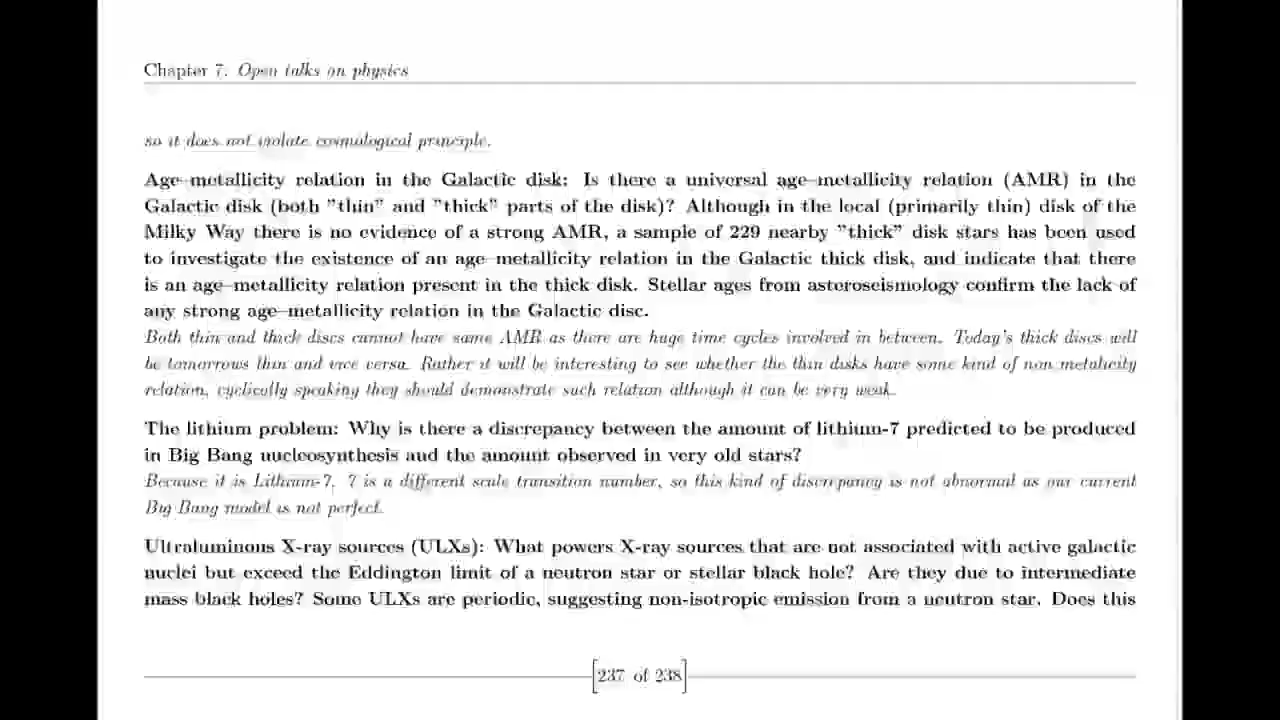 Chapter 7. Open talks on physics
so it does not violate cosmological principle.
Age–metallicity relation in the Galactic disk: Is there a universal age–metallicity relation (AMR) in the
Galactic disk (both "thin" and "thick" parts of the disk)? Although in the local (primarily thin) disk of the
Milky Way there is no evidence of a strong AMR, a sample of 229 nearby "thick" disk stars has been used
to investigate the existence of an age–metallicity relation in the Galactic thick disk, and indicate that there
is an age–metallicity relation present in the thick disk. Stellar ages from asteroseismology confirm the lack of
any strong age–metallicity relation in the Galactic disc.
Both thin and thick discs cannot have same AMR as there are huge time cycles involved in between. Today's thick discs will
be tomorrows thin and vice versa. Rather it will be interesting to see whether the thin disks have some kind of non metalicity
relation, cyclically speaking they should demonstrate such relation although it can be very weak.
The lithium problem: Why is there a discrepancy between the amount of lithium-7 predicted to be produced
in Big Bang nucleosynthesis and the amount observed in very old stars?
Because it is Lithium-7, 7 is a different scale transition number, so this kind of discrepancy is not abnormal as our current
Big Bang model is not perfect.
Ultraluminous X-ray sources (ULXs): What powers X-ray sources that are not associated with active galactic
nuclei but exceed the Eddington limit of a neutron star or stellar black hole? Are they due to intermediate
mass black holes? Some ULXs are periodic, suggesting non-isotropic emission from a neutron star. Does this
[237 of 238]